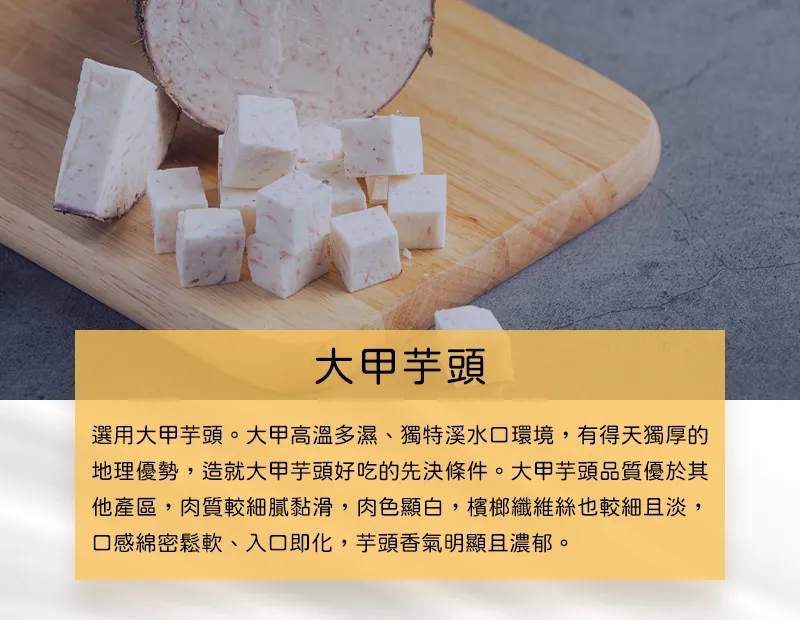 大甲芋頭
選用大甲芋頭。大甲高溫多濕、獨特溪水口環境，有得天獨厚的
地理優勢，造就大甲芋頭好吃的先決條件。大甲芋頭品質優於其
他產區，肉質較細膩黏滑，肉色顯白，檳榔纖維絲也較細且淡，
口感綿密鬆軟、入口即化，芋頭香氣明顯且濃郁。